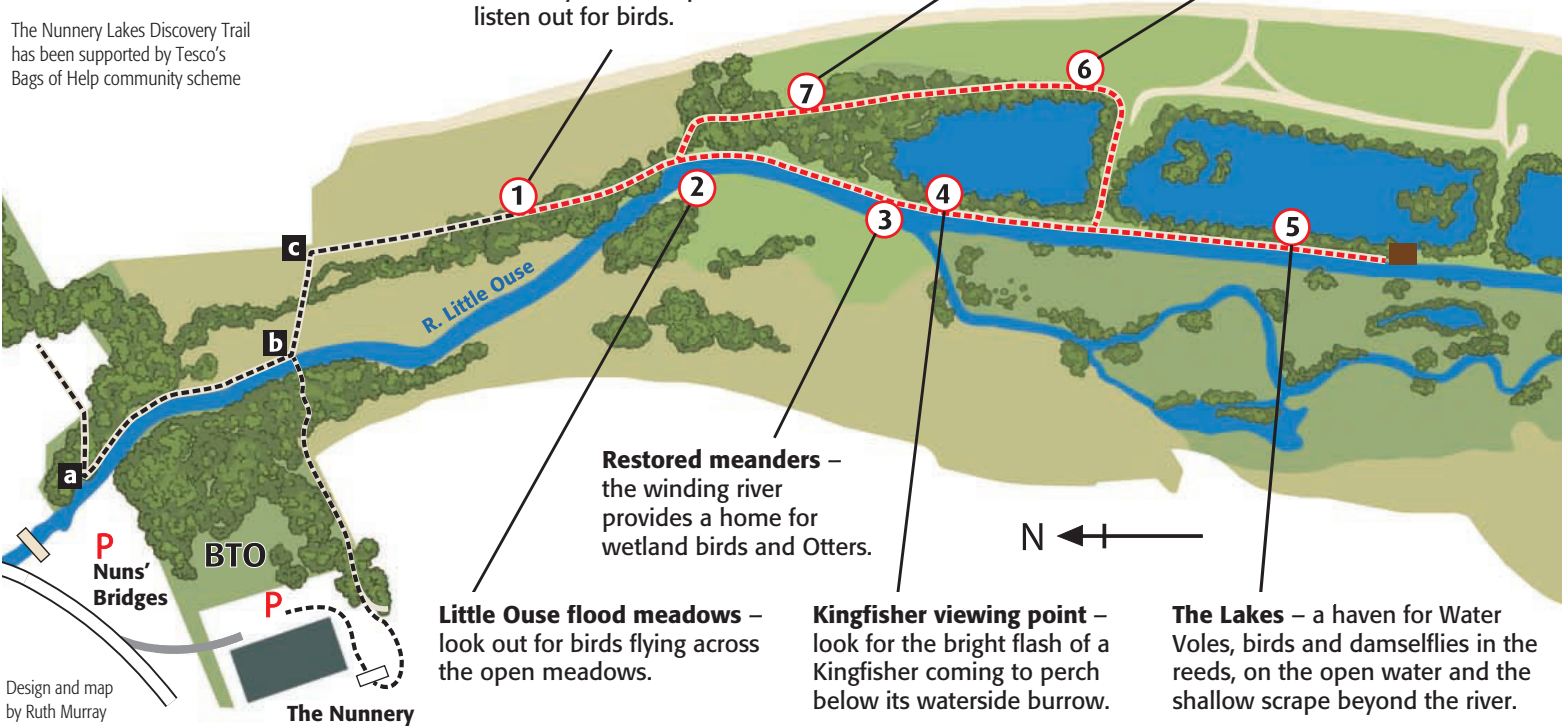 The Nunnery Lakes Discovery Trail
has been supported by Tesco's
Bags of Help community scheme
listen out for birds.
7
6
1
2
4
3
5
c
R. Little Ouse
b
a
Restored meanders –
the winding river
provides a home for
wetland birds and Otters.
N
P
Nuns'
Bridges
BTO
P
Little Ouse flood meadows –
look out for birds flying across
the open meadows.
Kingfisher viewing point –
look for the bright flash of a
Kingfisher coming to perch
below its waterside burrow.
The Lakes – a haven for Water
Voles, birds and damselflies in the
reeds, on the open water and the
shallow scrape beyond the river.
Design and map
by Ruth Murray
The Nunnery